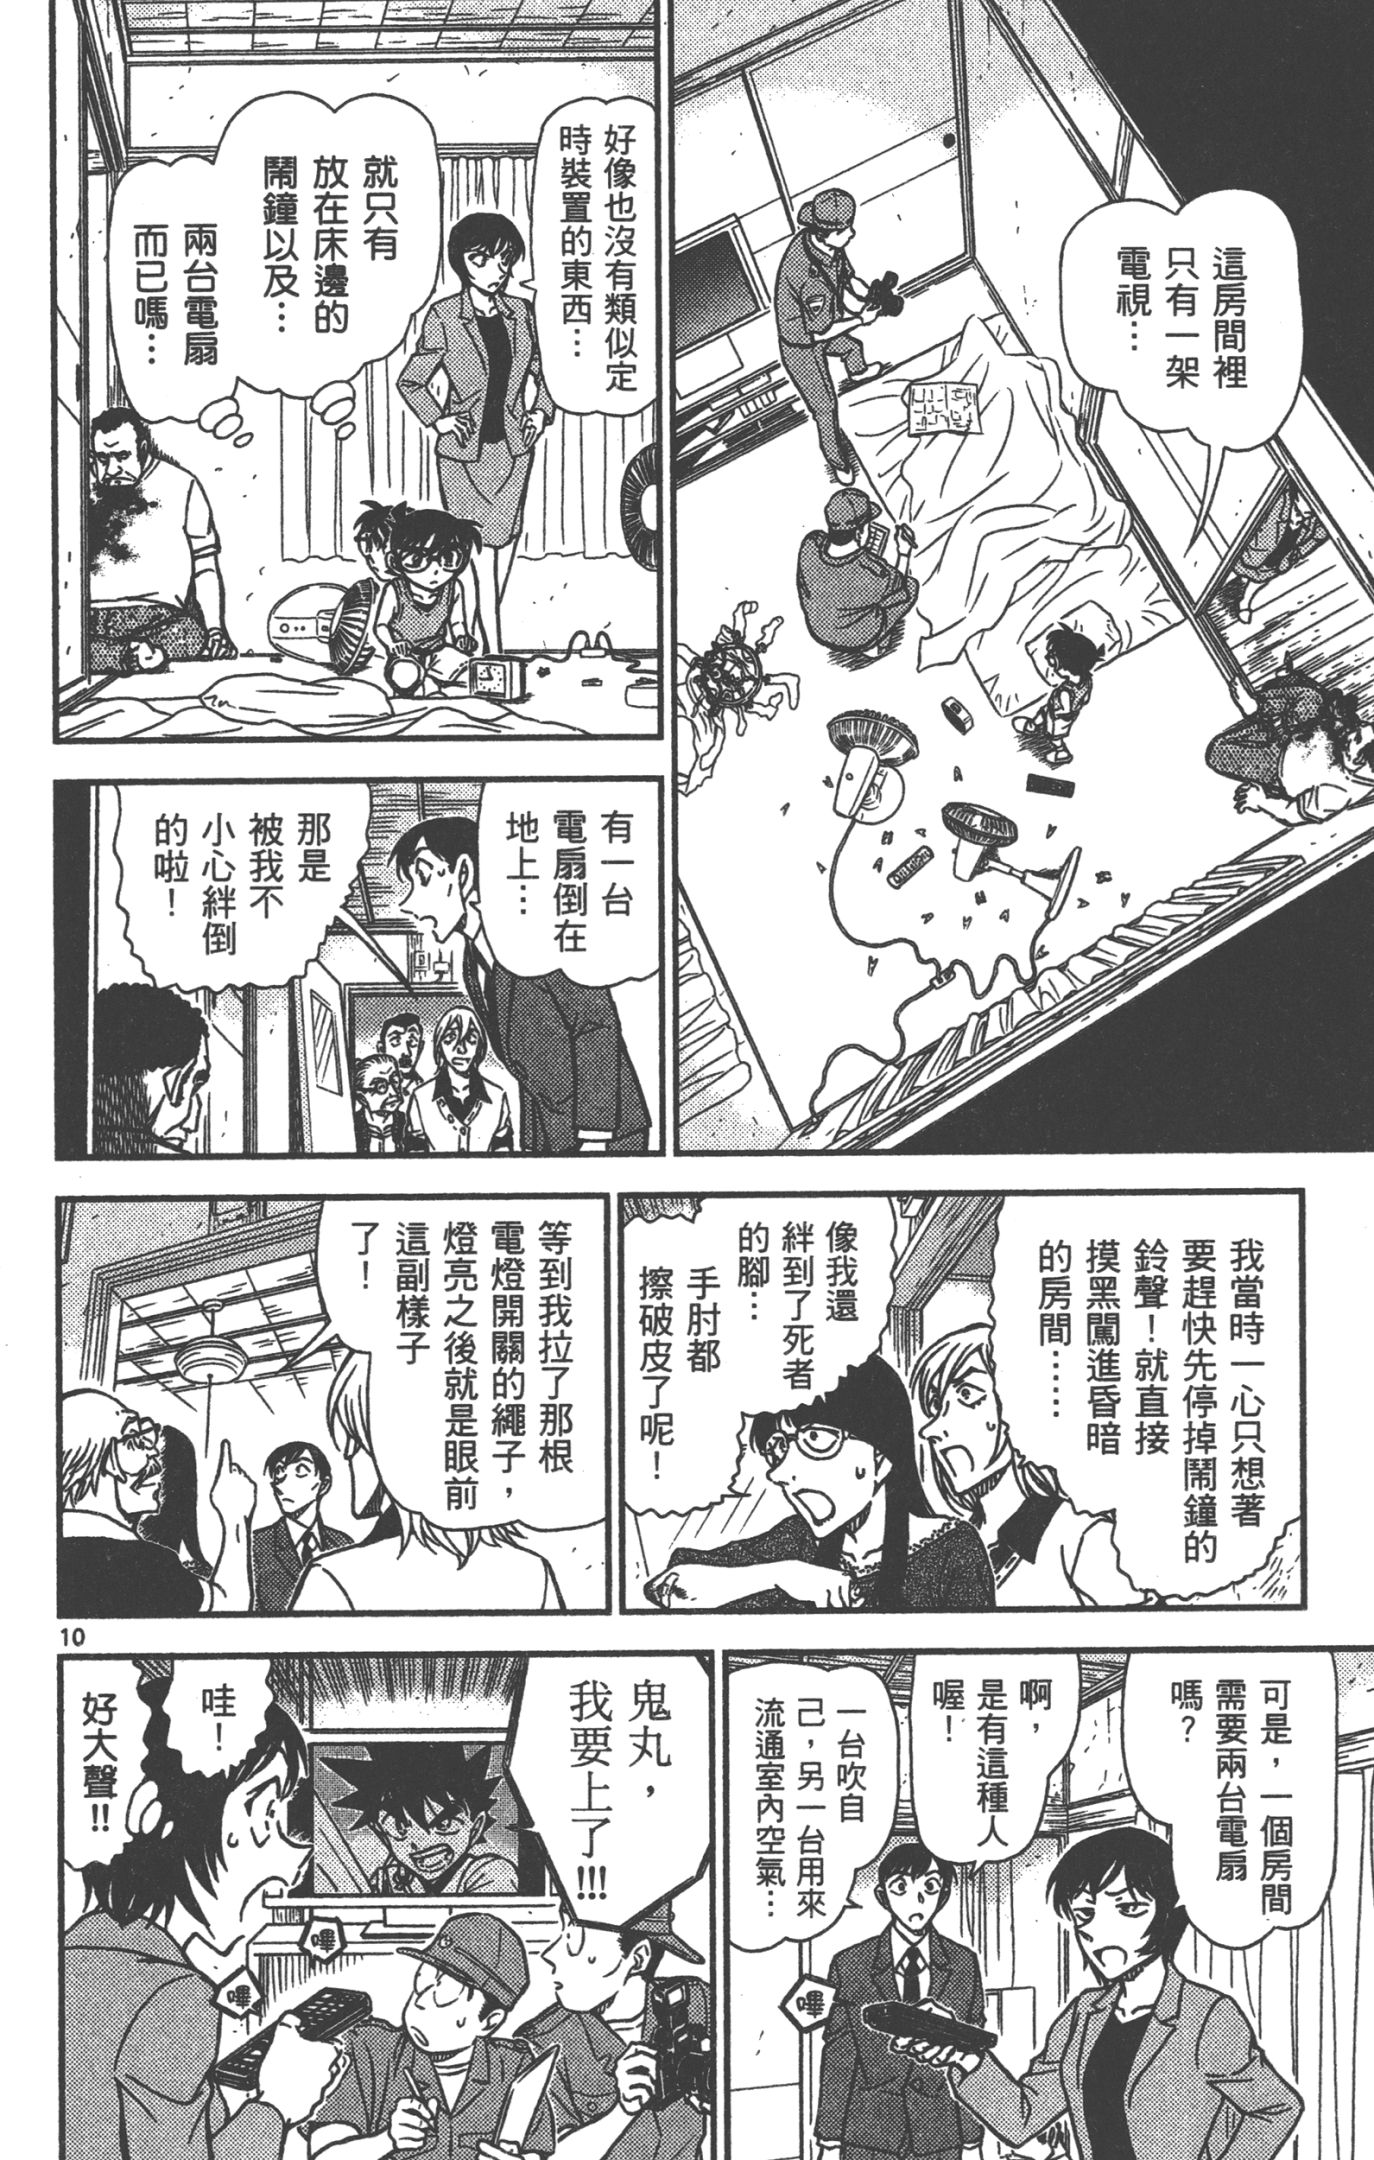 這房間裡
只有一架
電視…
好像也沒有類似定
時裝置的東西…
就只有
放在床邊的
鬧鐘以及…
兩台電扇
而已嗎…
有一台
電扇倒在
地上…
那是
被我不
小心絆倒
的啦！
我當時一心只想著
要趕快先停掉鬧鐘的
鈴聲！就直接
摸黑闖進昏暗
的房間……
像我還
絆到了死者
的腳…
手肘都
擦破皮了呢！
等到我拉了那根
電燈開關的繩子，
燈亮之後就是眼前
這副樣子
了！
可是，一個房間
需要兩台電扇
嗎？
啊，
是有這種人
喔！
一台吹自
己，另一台用來
流通室內空氣…
嗶
鬼丸，
我要上了!!!
嗶
嗶
哇！
好大聲!!
10